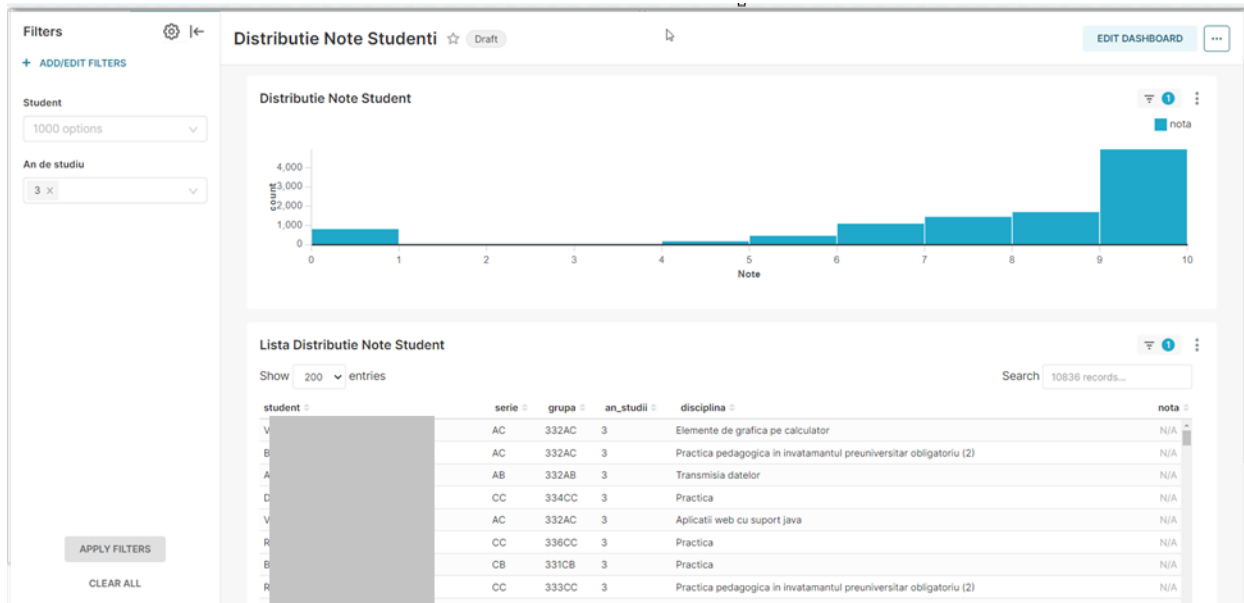 Filters
+ ADD/EDIT FILTERS
Student
1000 options
An de studiu
3 ×
APPLY FILTERS
CLEAR ALL
Distributie Note Studenti Draft
EDIT DASHBOARD ...
Distributie Note Student
1
nota
count
4,000
3,000
2,000
1,000
0
0 1 2 3 4 5 6 7 8 9 10
Note
Lista Distributie Note Student
1
Show 200 entries Search 10836 records...
student serie grupa an_studii disciplina nota
V AC 332AC 3 Elemente de grafica pe calculator N/A
B AC 332AC 3 Practica pedagogica in invatamantul preuniversitar obligatoriu (2) N/A
A AB 332AB 3 Transmisia datelor N/A
D CC 334CC 3 Practica N/A
V AC 332AC 3 Aplicatii web cu suport java N/A
R CC 336CC 3 Practica N/A
B CB 331CB 3 Practica N/A
R CC 333CC 3 Practica pedagogica in invatamantul preuniversitar obligatoriu (2) N/A